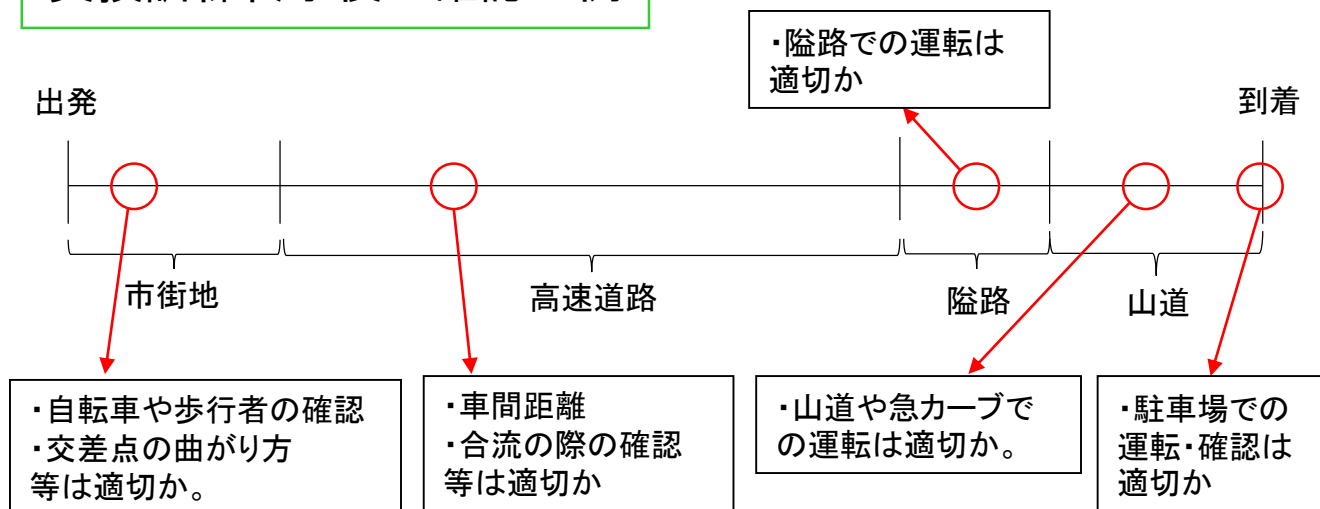 ・隘路での運転は
適切か
出発
到着
市街地
高速道路
隘路
山道
・自転車や歩行者の確認
・交差点の曲がり方
等は適切か。
・車間距離
・合流の際の確認
等は適切か
・山道や急カーブで
の運転は適切か。
・駐車場での
運転・確認は
適切か